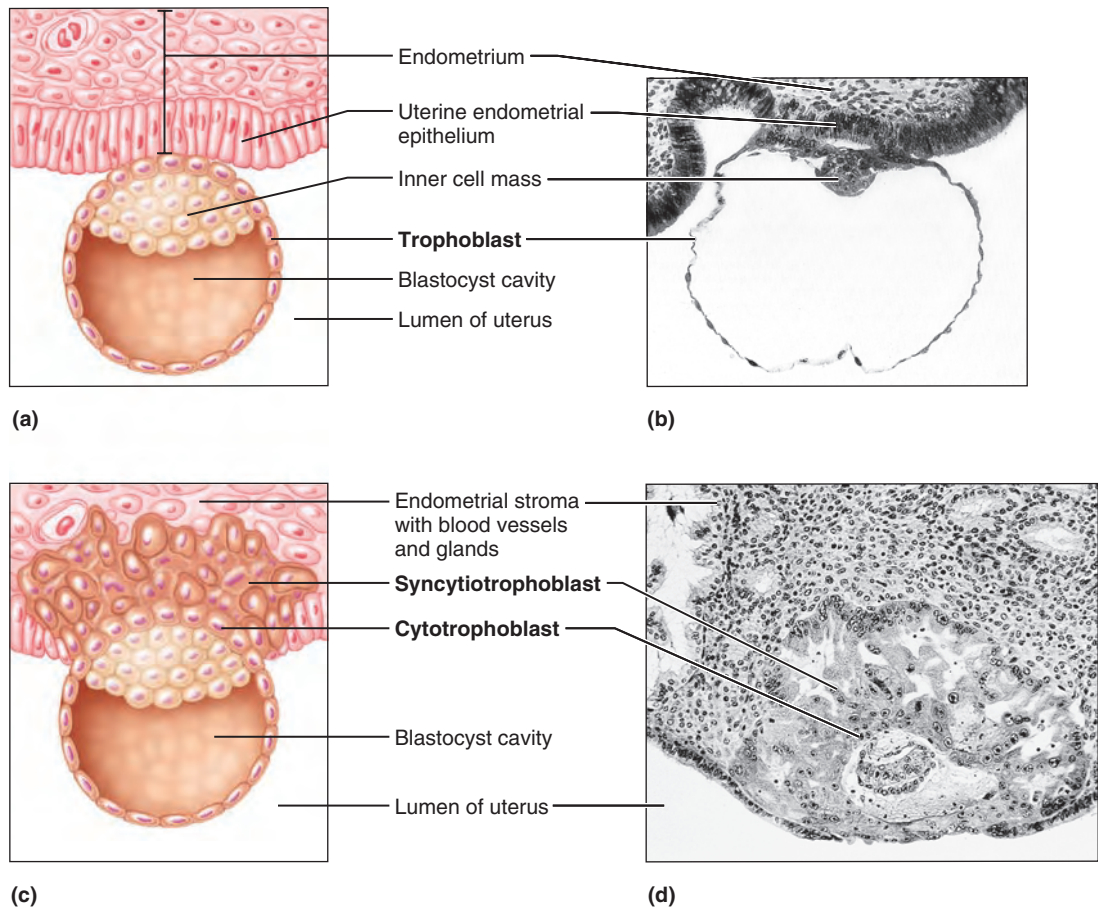 Endometrium
Uterine endometrial
epithelium
Inner cell mass
Trophoblast
Blastocyst cavity
Lumen of uterus
(a)
(b)
Endometrial stroma
with blood vessels
and glands
Syncytiotrophoblast
Cytotrophoblast
Blastocyst cavity
Lumen of uterus
(c)
(d)